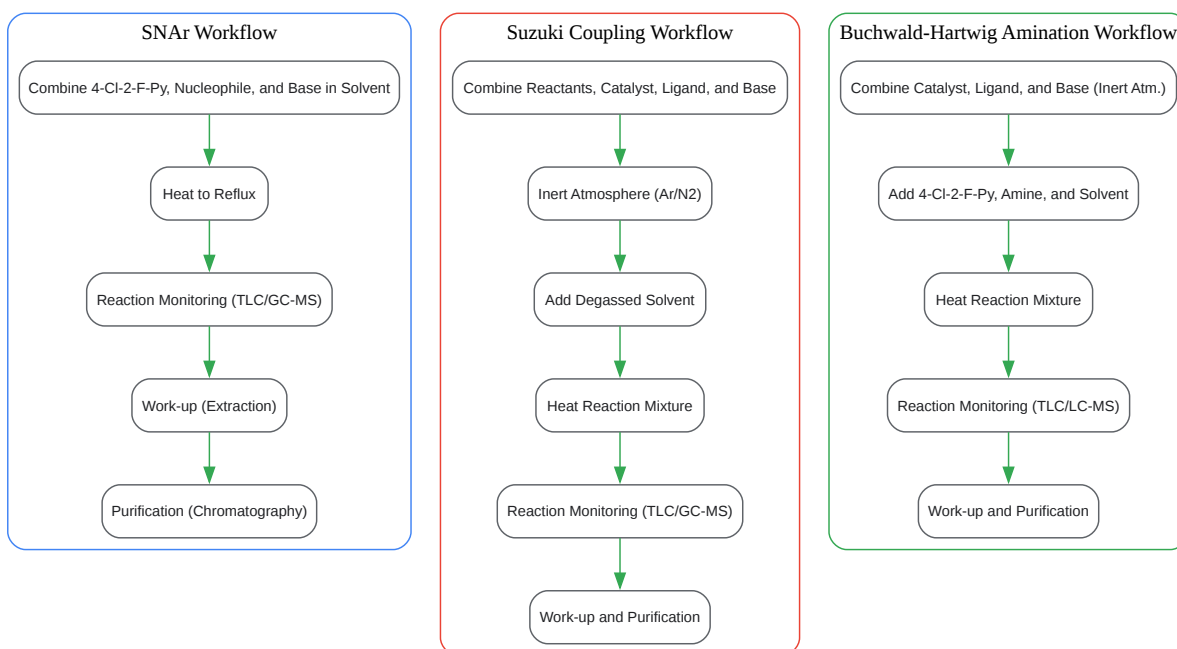 SNAr Workflow
Combine 4-Cl-2-F-Py, Nucleophile, and Base in Solvent
Heat to Reflux
Reaction Monitoring (TLC/GC-MS)
Work-up (Extraction)
Purification (Chromatography)
Suzuki Coupling Workflow
Combine Reactants, Catalyst, Ligand, and Base
Inert Atmosphere (Ar/N2)
Add Degassed Solvent
Heat Reaction Mixture
Reaction Monitoring (TLC/GC-MS)
Work-up and Purification
Buchwald-Hartwig Amination Workflow
Combine Catalyst, Ligand, and Base (Inert Atm.)
Add 4-Cl-2-F-Py, Amine, and Solvent
Heat Reaction Mixture
Reaction Monitoring (TLC/LC-MS)
Work-up and Purification